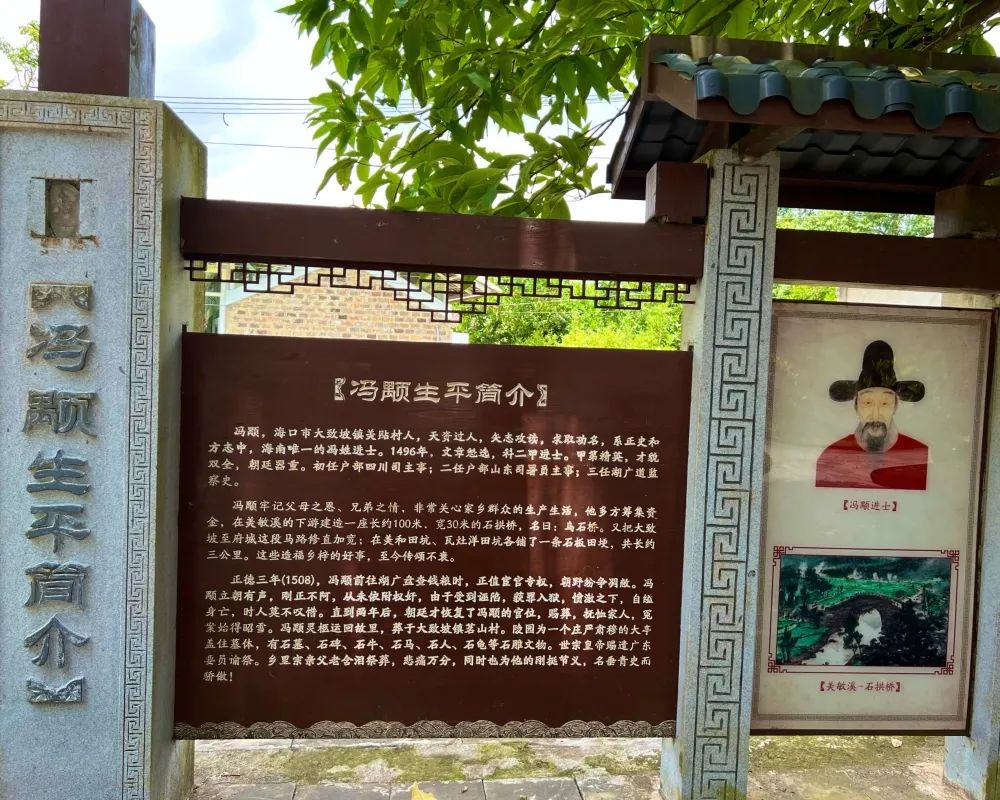 【冯颙生平简介】
【冯颙生平简介】
冯颙，海口市大致坡镇美贴村人，天资过人，矢志攻读，求取功名，系正史和
方志中，海南唯一的冯姓进士。1496年，文章魁选，科二甲进士。甲第精英，才貌
双全，朝廷器重。初任户部四川司主事；二任户部山东司署员主事；三任湖广道监
察史。
冯颙牢记父母之恩、兄弟之情，非常关心家乡群众的生产生活，他多方筹集资
金，在美敏溪的下游建造一座长约100米、宽30米的石拱桥，名曰：乌石桥。又把大致
坡至府城这段马路修直加宽；在美和田坑、瓦灶洋田坑各铺了一条石板田埂，共长约
三公里。这些造福乡梓的好事，至今传颂不衰。
正德三年(1508)，冯颙前往湖广盘查钱粮时，正值宦官专权，朝野纷争凋敝。冯
颙立朝有声，刚正不阿，从未依附权奸，由于受到诬陷，获罪入狱，愤激之下，自缢
身亡，时人莫不叹惜。直到两年后，朝廷才恢复了冯颙的官位，赐葬，抚恤家人，冤
案始得昭雪。冯颙灵柩运回故里，葬于大致坡镇茗山村。陵园为一个庄严肃穆的大亭
盖住墓体，有石墓、石碑、石牛、石马、石人、石龟等石雕文物。世宗皇帝赐造广东
委员谕祭。乡里宗亲父老含泪祭葬，悲痛万分，同时也为他的刚挺节义，名垂青史而
骄傲！
【冯颙进士】
【美敏溪-石拱桥】